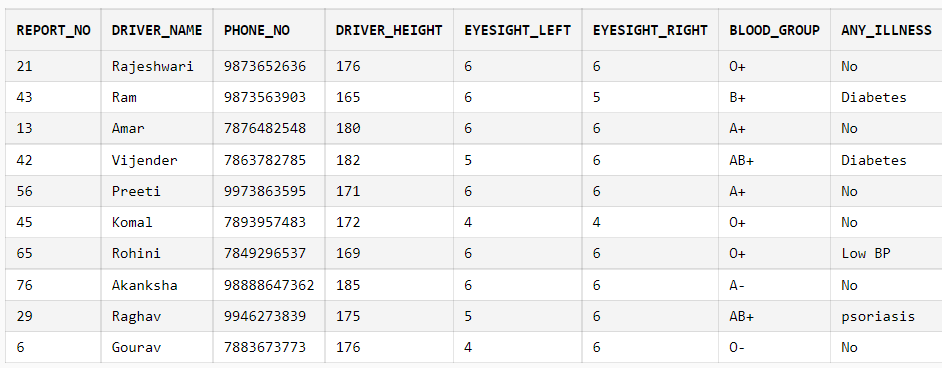 REPORT_NO DRIVER_NAME PHONE_NO DRIVER_HEIGHT EYESIGHT_LEFT EYESIGHT_RIGHT BLOOD_GROUP ANY_ILLNESS
21 Rajeshwari 9873652636 176 6 6 O+ No
43 Ram 9873563903 165 6 5 B+ Diabetes
13 Amar 7876482548 180 6 6 A+ No
42 Vijender 7863782785 182 5 6 AB+ Diabetes
56 Preeti 9973863595 171 6 6 A+ No
45 Komal 7893957483 172 4 4 O+ No
65 Rohini 7849296537 169 6 6 O+ Low BP
76 Akanksha 98888647362 185 6 6 A- No
29 Raghav 9946273839 175 5 6 AB+ psoriasis
6 Gourav 7883673773 176 4 6 O- No